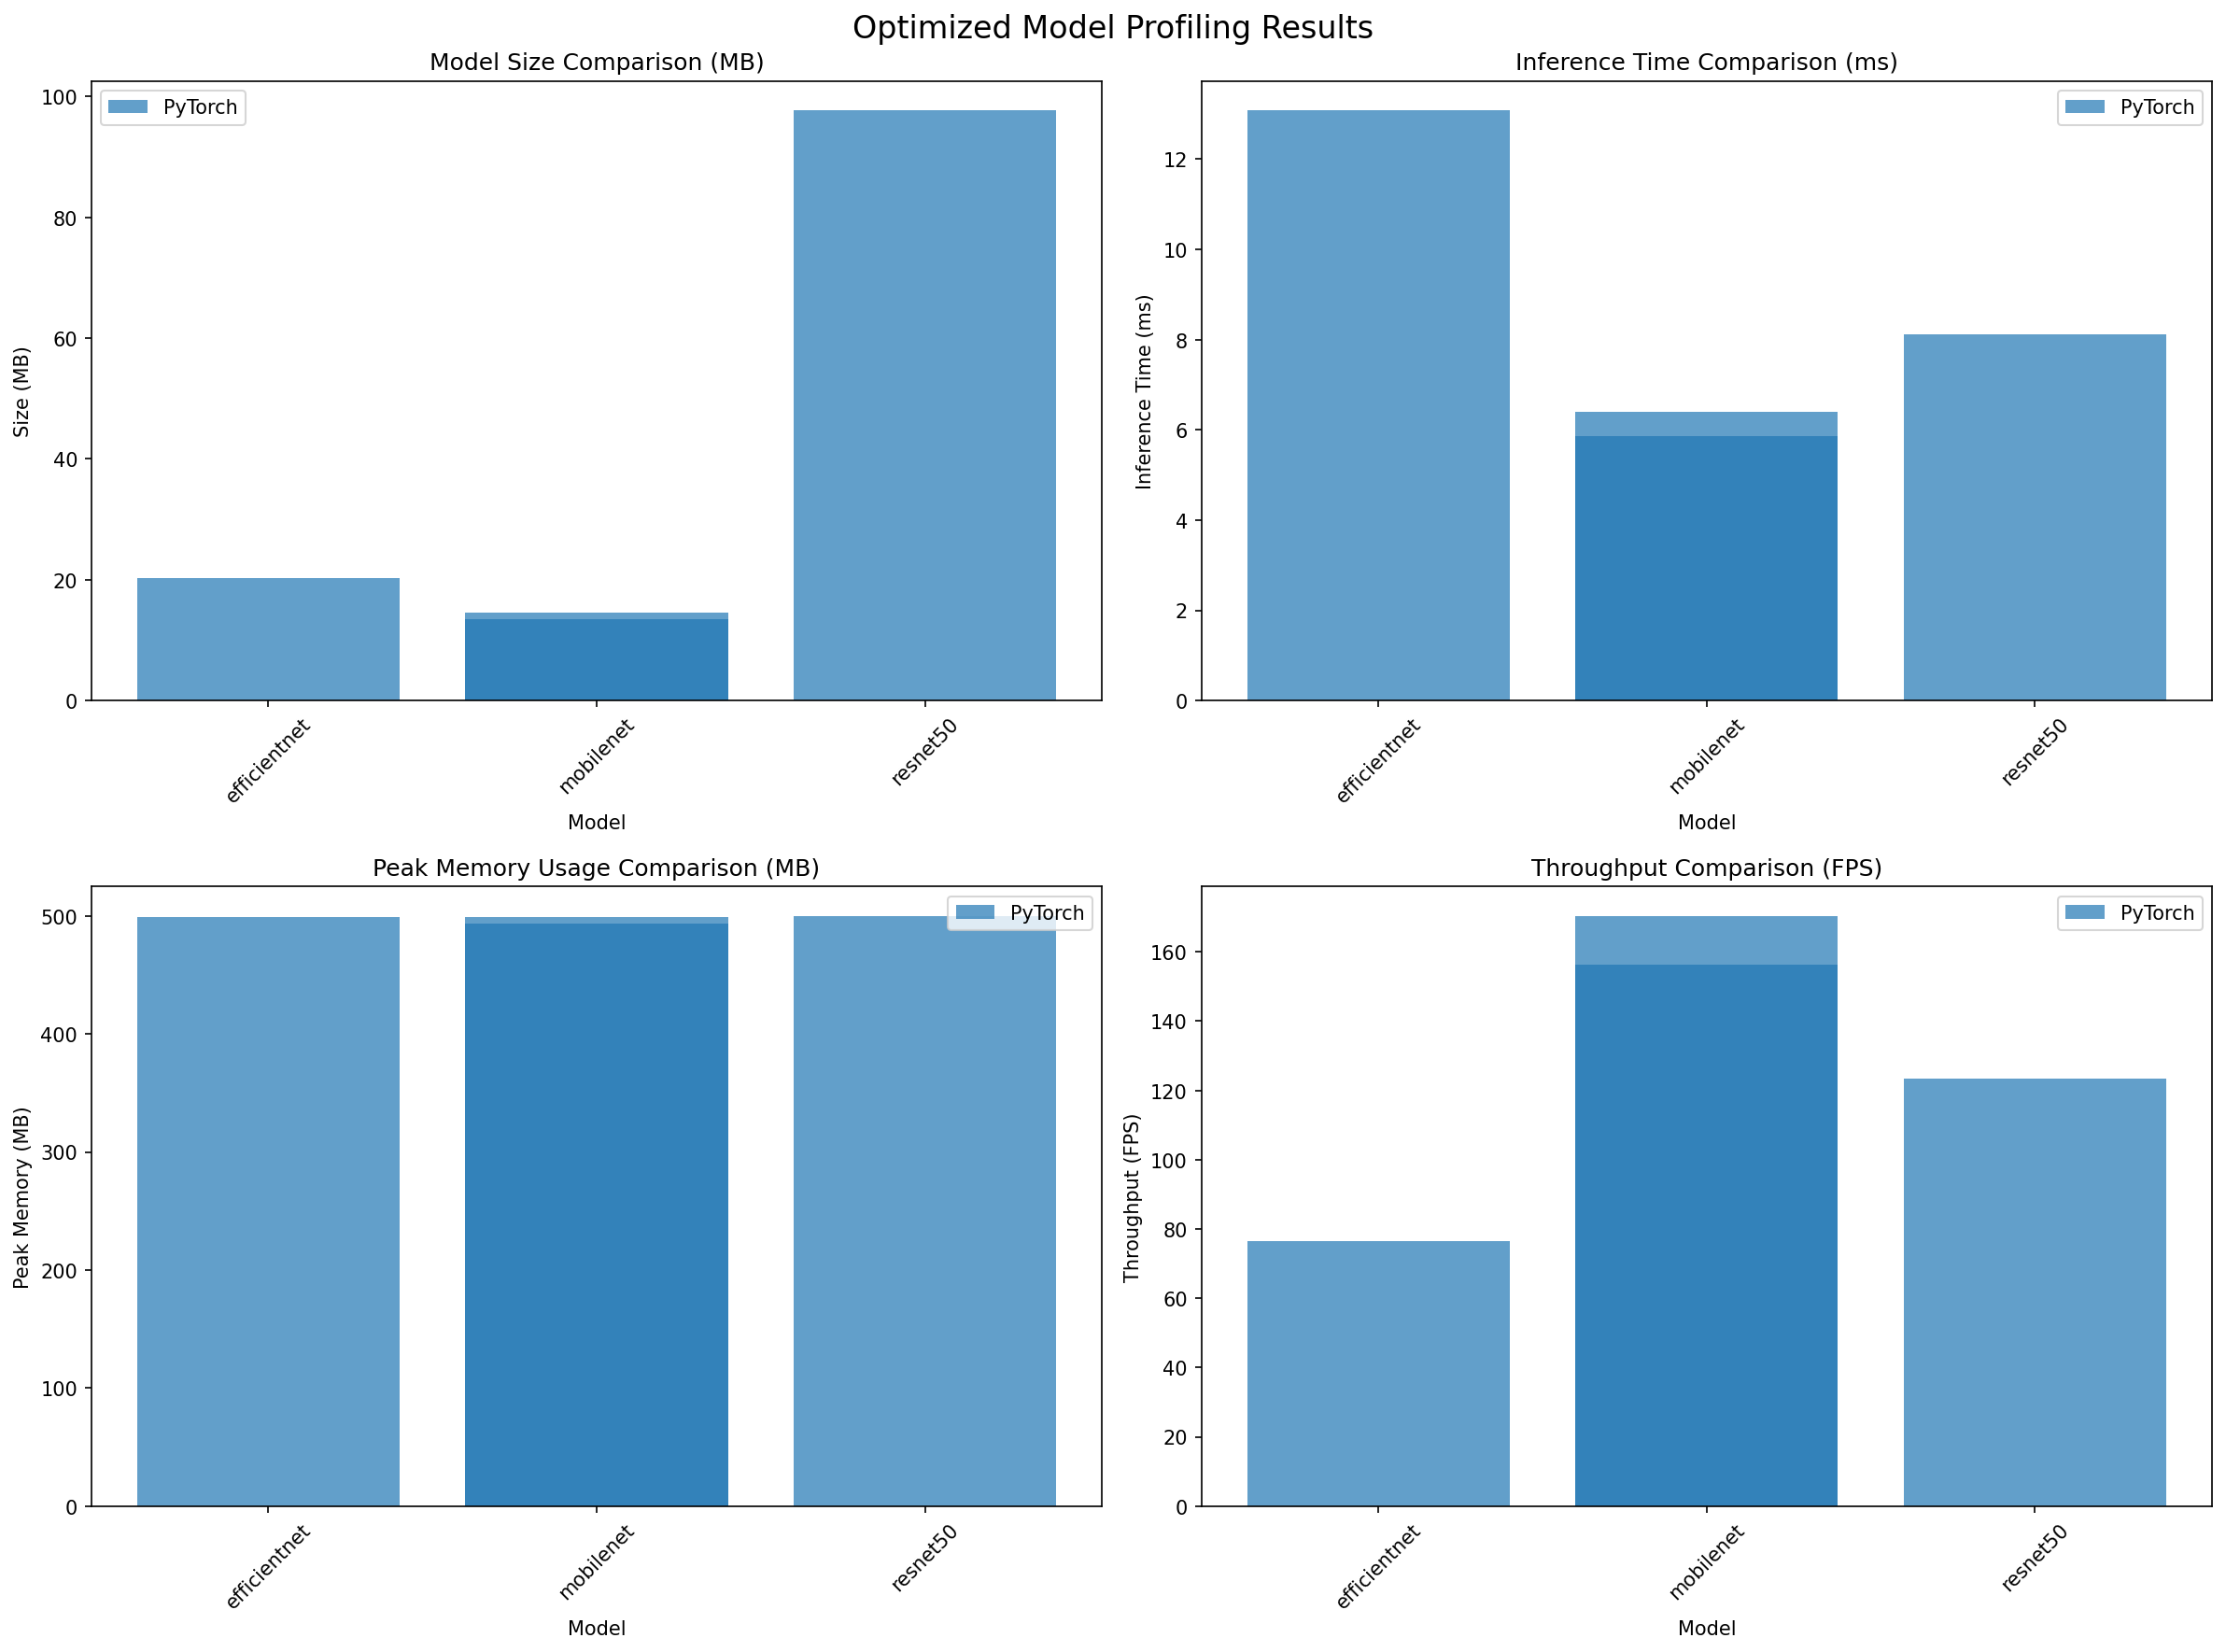 Optimized Model Profiling Results
Model Size Comparison (MB)
PyTorch
Size (MB)
100
80
60
40
20
0
efficientnet
mobilenet
resnet50
Model
Inference Time Comparison (ms)
PyTorch
Inference Time (ms)
12
10
8
6
4
2
0
efficientnet
mobilenet
resnet50
Model
Peak Memory Usage Comparison (MB)
PyTorch
Peak Memory (MB)
500
400
300
200
100
0
efficientnet
mobilenet
resnet50
Model
Throughput Comparison (FPS)
PyTorch
Throughput (FPS)
160
140
120
100
80
60
40
20
0
efficientnet
mobilenet
resnet50
Model